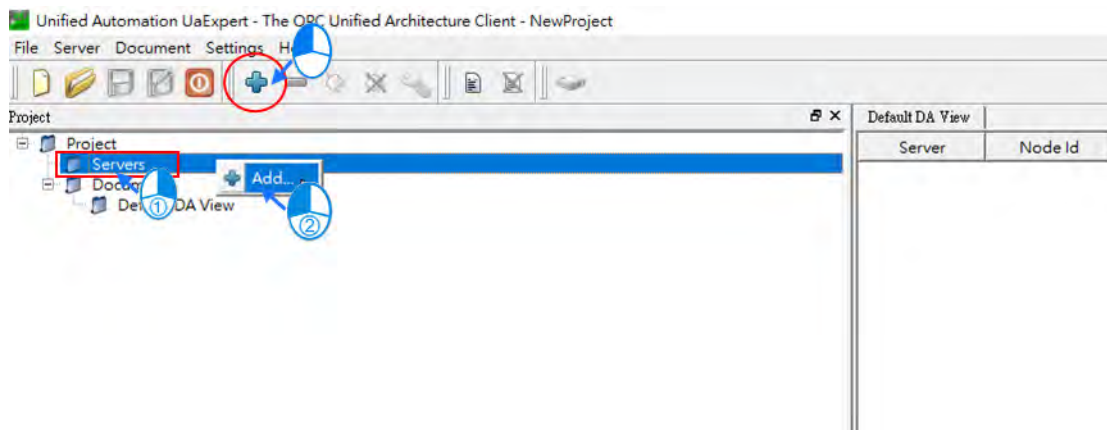 Unified Automation UaExpert - The OPC Unified Architecture Client - NewProject
File Server Document Settings
Project
Default DA View
Server Node Id
Project
Servers
Add...
①
DA View
②